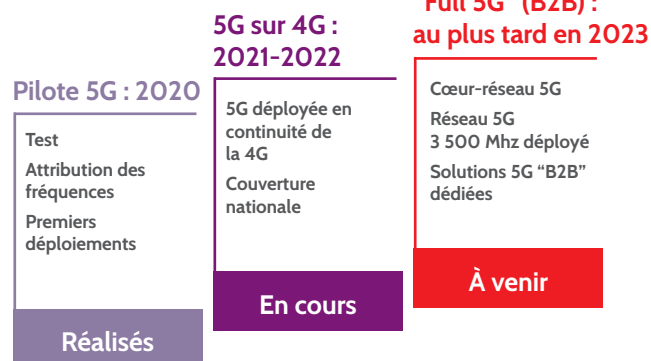 Pilote 5G : 2020
Test
Attribution des
fréquences
Premiers
déploiements
Réalisés
5G sur 4G :
2021-2022
5G déployée en
continuité de
la 4G
Couverture
nationale
En cours
"Full 5G" (B2B) :
au plus tard en 2023
Cœur-réseau 5G
Réseau 5G
3 500 Mhz déployé
Solutions 5G “B2B”
dédiées
À venir